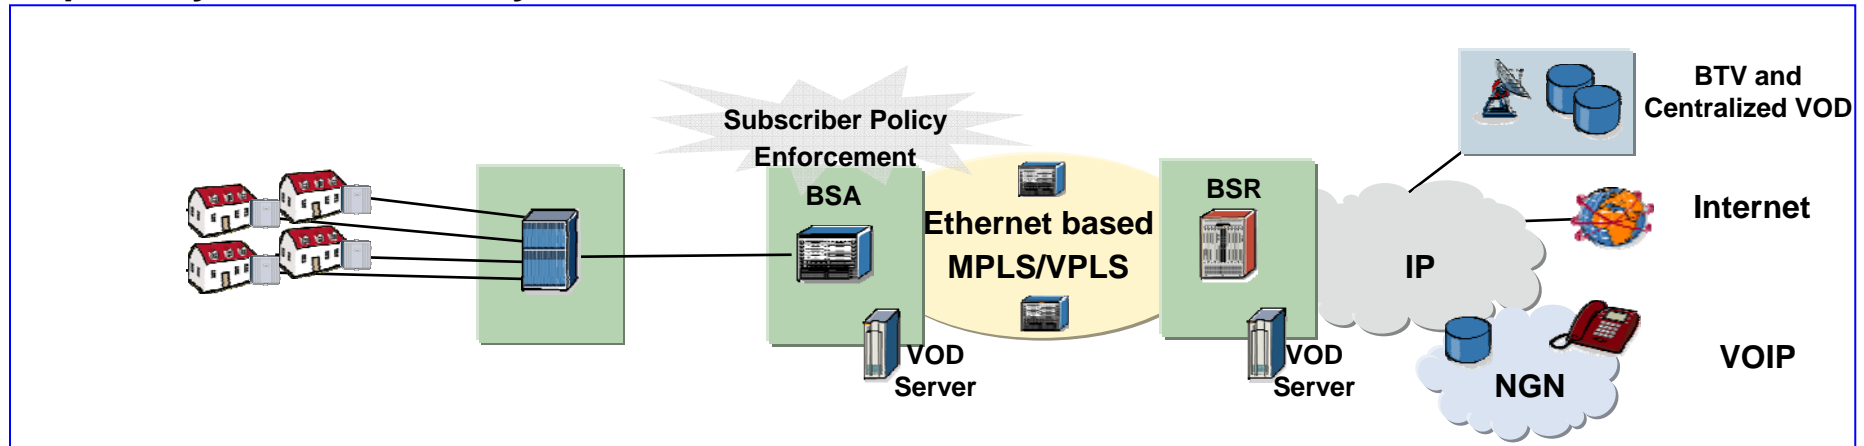 Subscriber Policy
Enforcement
BSA
Ethernet based
MPLS/VPLS
VOD
Server
BSR
VOD
Server
IP
NGN
BTV and
Centralized VOD
Internet
VOIP